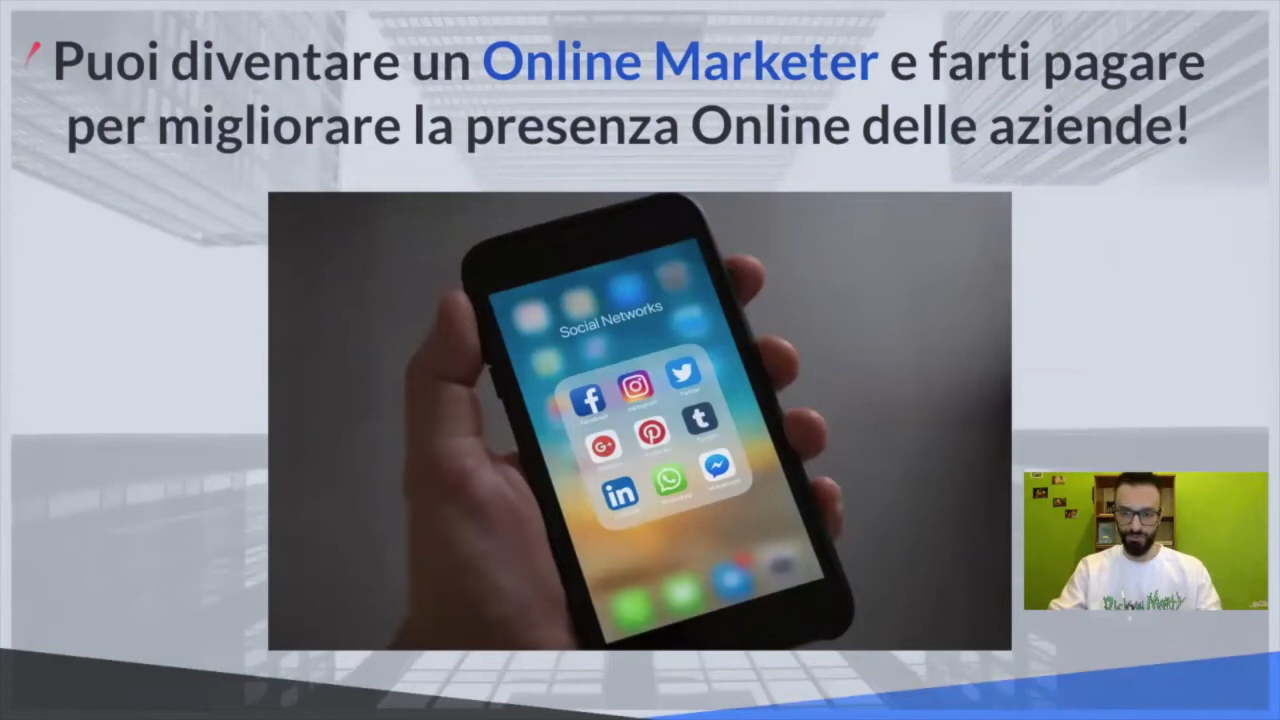 Puoi diventare un Online Marketer e farti pagare
per migliorare la presenza Online delle aziende!
Social Networks